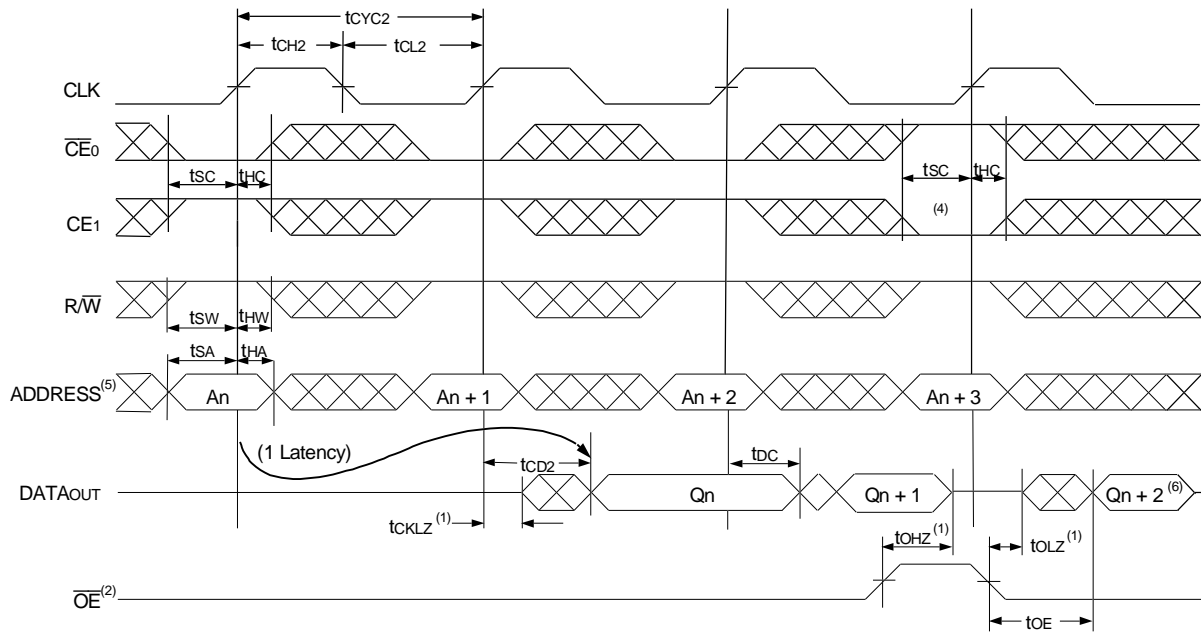 tCYC2
tCH2 tCL2
CLK
CE0
tSC tHC tSC tHC
CE1 (4)
R/W
tSW tHW
tSA tHA
ADDRESS(5) An An + 1 An + 2 An + 3
(1 Latency) tCD2 tDC
DATAOUT Qn Qn + 1 Qn + 2(6)
tCKLZ(1) tOHZ(1) tOLZ(1)
OE(2)
tOE